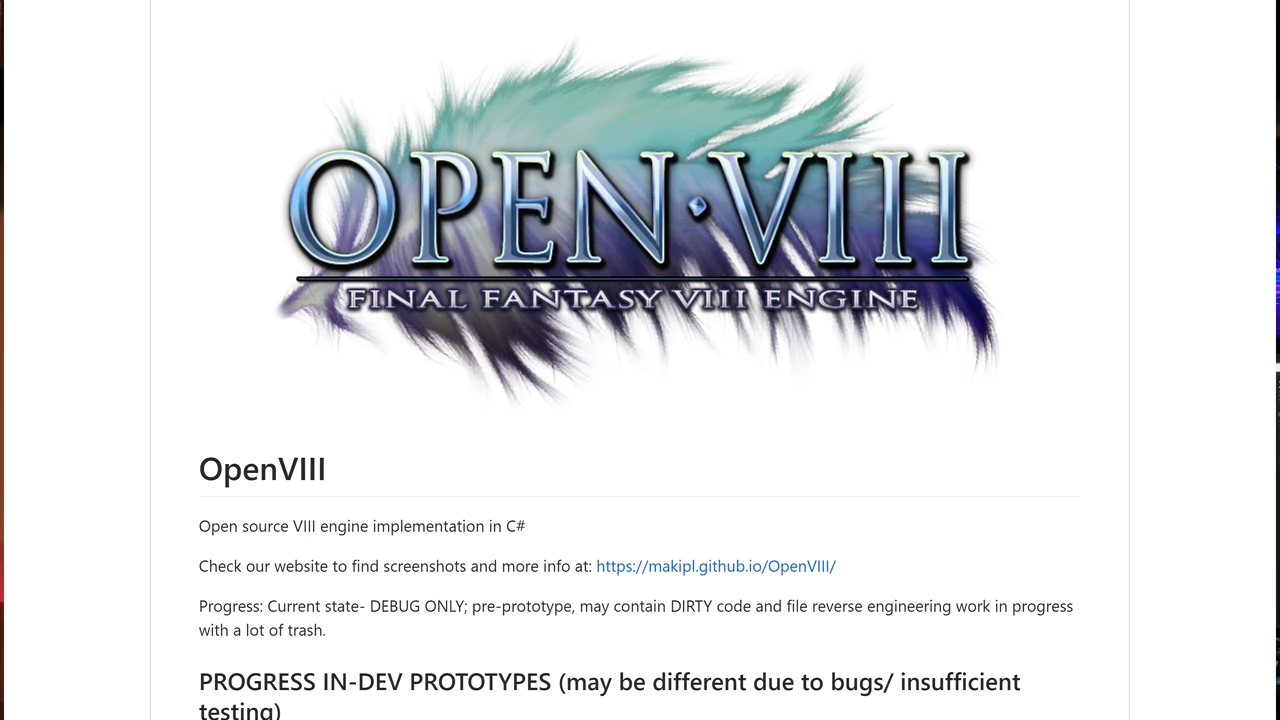 OPEN·VIII
FINAL FANTASY VIII ENGINE
OpenVIII
Open source VIII engine implementation in C#
Check our website to find screenshots and more info at: https://makipl.github.io/OpenVIII/
Progress: Current state- DEBUG ONLY; pre-prototype, may contain DIRTY code and file reverse engineering work in progress
with a lot of trash.
PROGRESS IN-DEV PROTOTYPES (may be different due to bugs/ insufficient
testing)